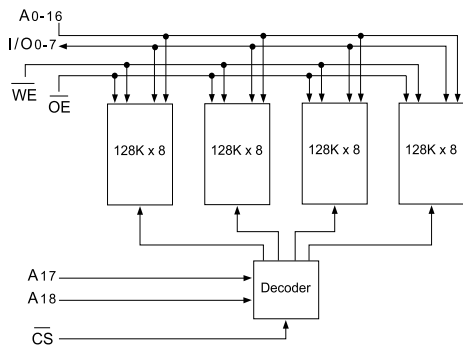 A0-16
I/O0-7
WE
OE
128K x 8
128K x 8
128K x 8
128K x 8
A17
A18
Decoder
CS